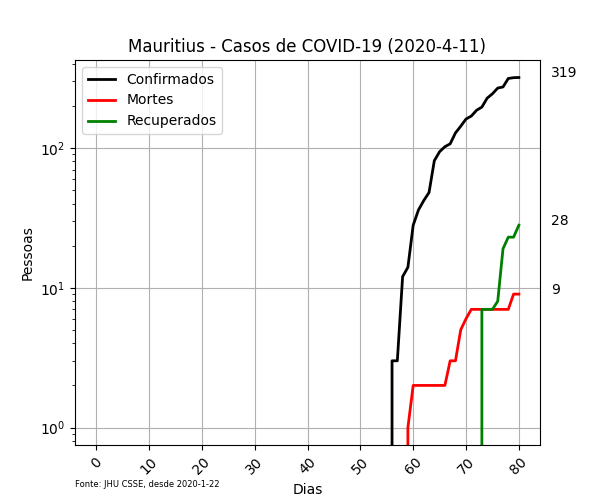 Mauritius - Casos de COVID-19 (2020-4-11)
Confirmados
Mortes
Recuperados
319
28
9
10²
10¹
10⁰
Pessoas
0 10 20 30 40 50 60 70 80
Dias
Fonte: JHU CSSE, desde 2020-1-22